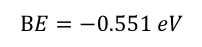 BE = −0.551 eV